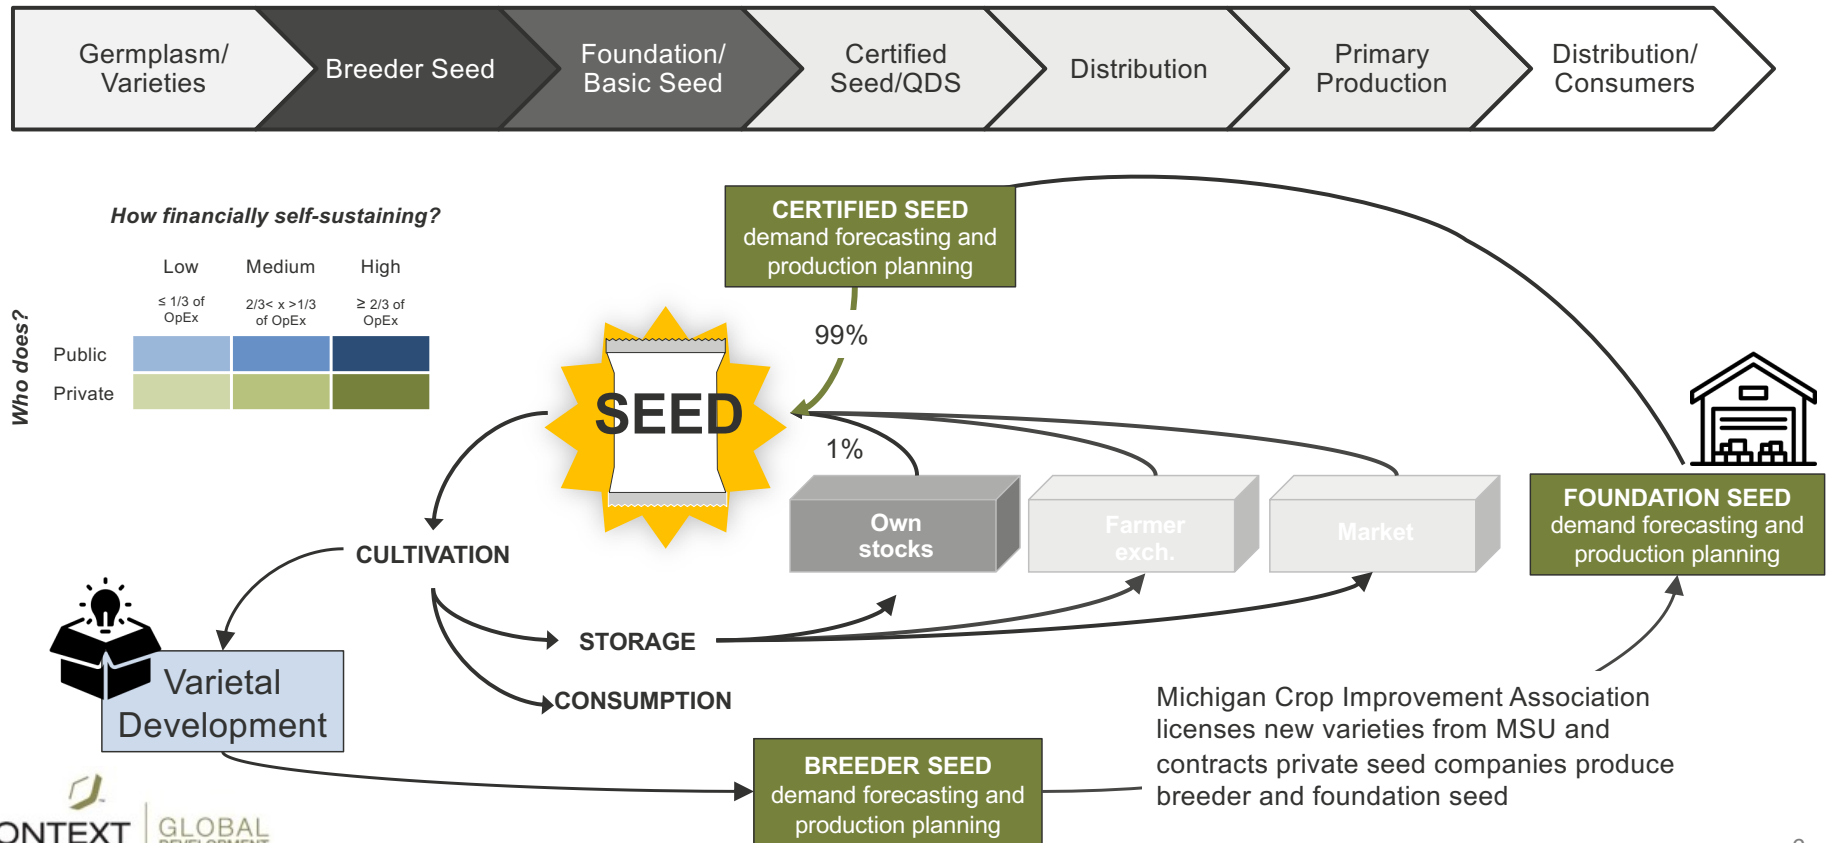 Germplasm/
Varieties
Breeder Seed
Foundation/
Basic Seed
Certified
Seed/QDS
Distribution
Primary
Production
Distribution/
Consumers
How financially self-sustaining?
Low
Medium
High
≤ 1/3 of
OpEx
2/3< x >1/3
of OpEx
≥ 2/3 of
OpEx
Who does?
Public
Private
CERTIFIED SEED
demand forecasting and
production planning
99%
SEED
1%
Own
stocks
Farmer
exch.
Market
FOUNDATION SEED
demand forecasting and
production planning
CULTIVATION
STORAGE
CONSUMPTION
Varietal
Development
BREEDER SEED
demand forecasting and
production planning
Michigan Crop Improvement Association
licenses new varieties from MSU and
contracts private seed companies produce
breeder and foundation seed
ONTEXT
GLOBAL
DEVELOPMENT